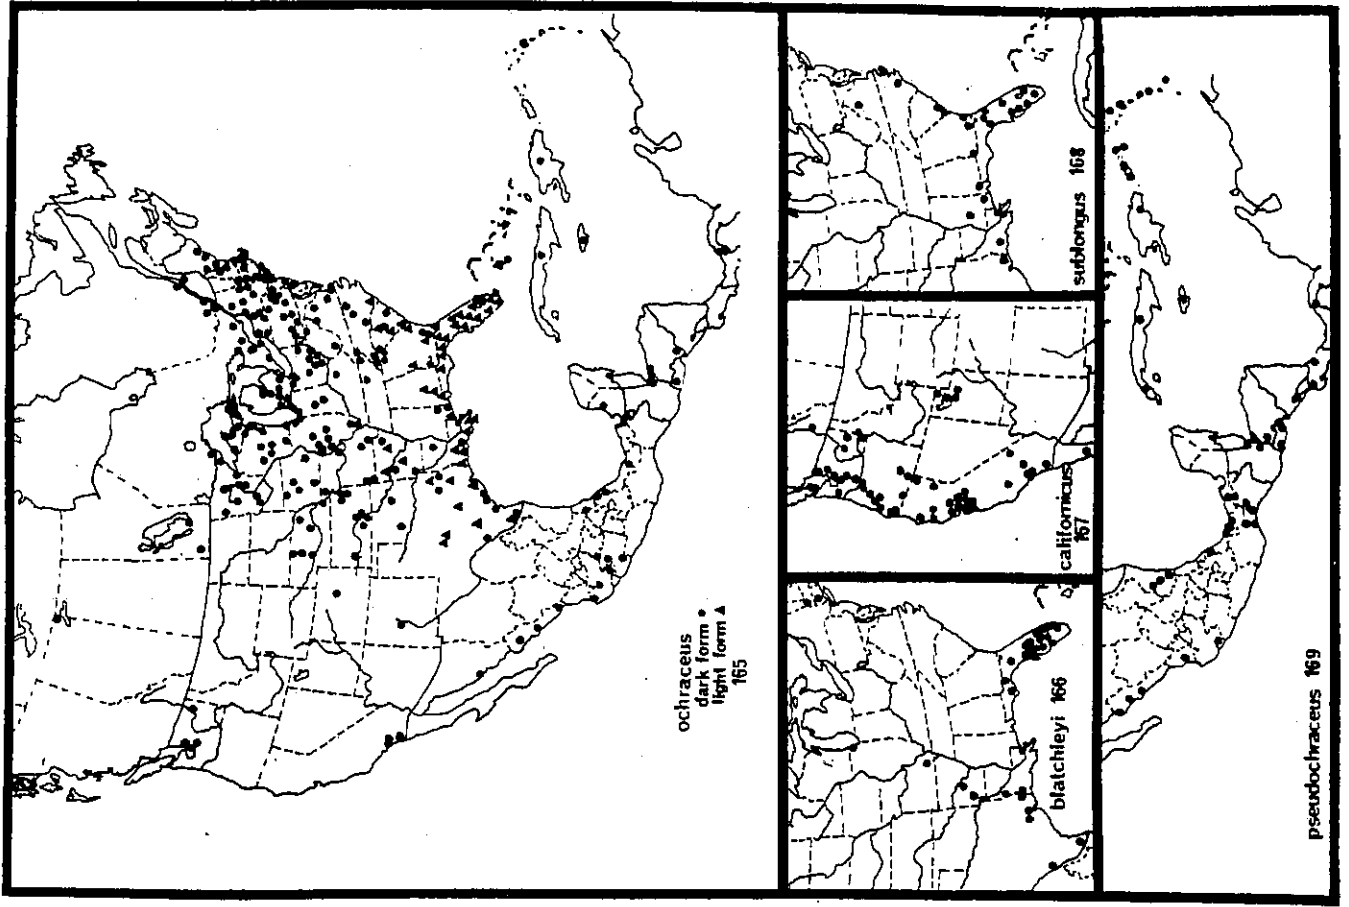 ochraceus
dark form ●
light form ▲
165
blatchleyi 166
californicus
167
sublongus 168
pseudochraceus 169